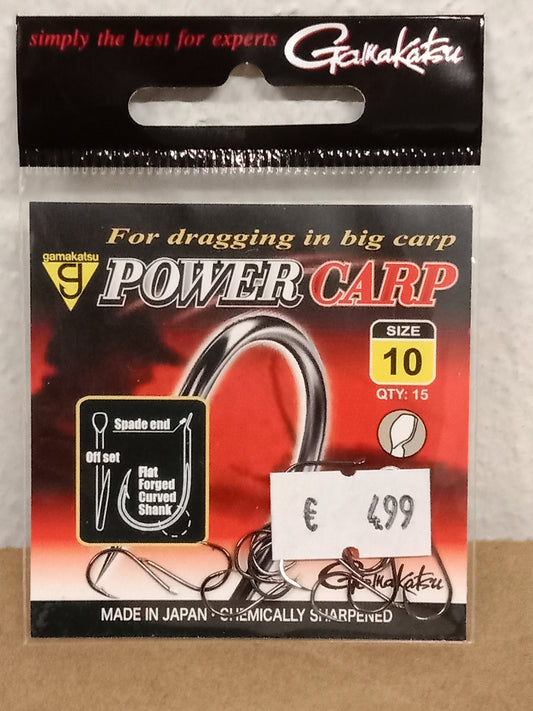 simply the best for experts Gamakatsu
For dragging in big carp
gamakatsu
POWER CARP
SIZE
10
QTY: 15
Spade end
Off set
Flat
Forged
Curved
Shank
€ 4,99
Gamakatsu
MADE IN JAPAN · CHEMICALLY SHARPENED